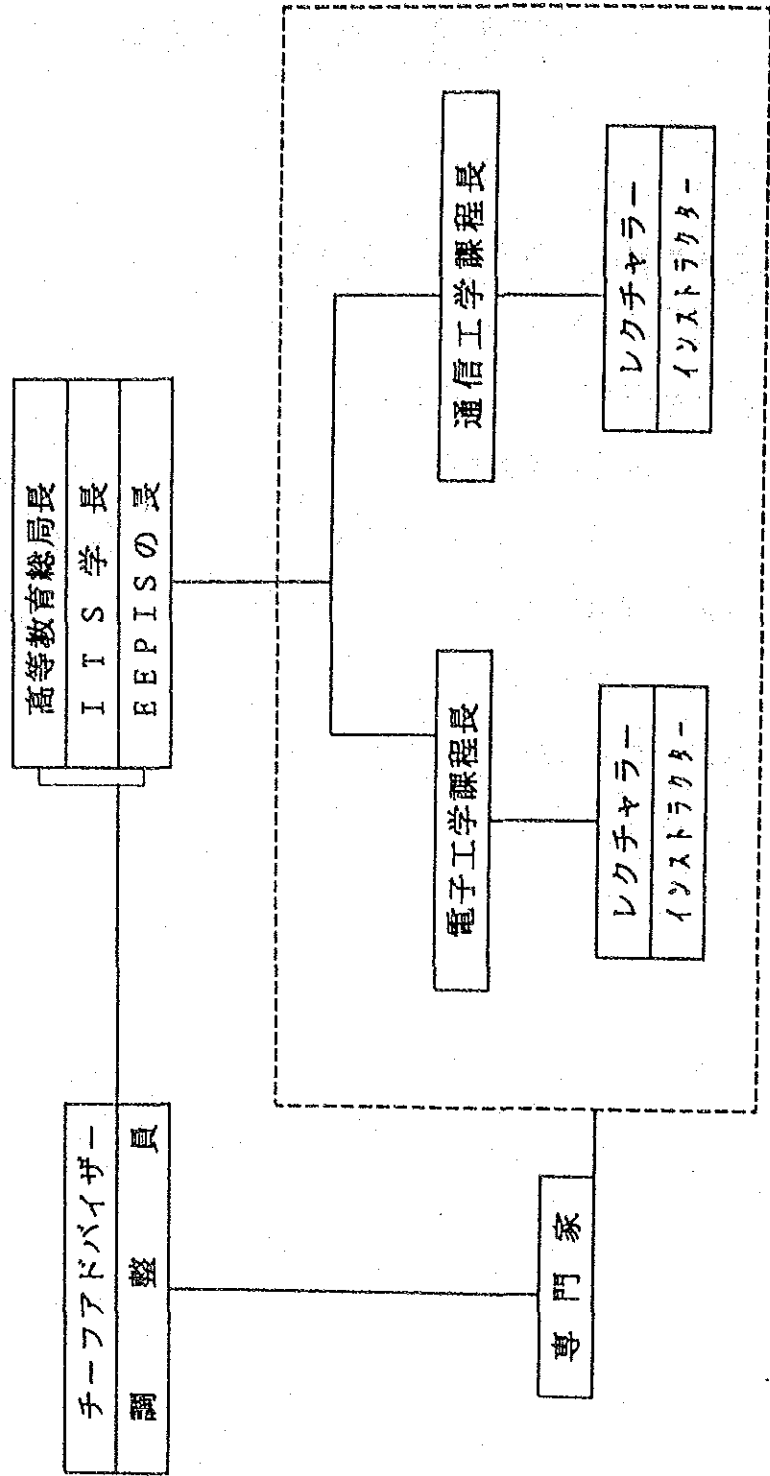 チーフアドバイザー
調整員
高等教育総局長
ITS学長
EEPISの長
専門家
電子工学課程長
レクチャラー
インストラクター
通信工学課程長
レクチャラー
インストラクター